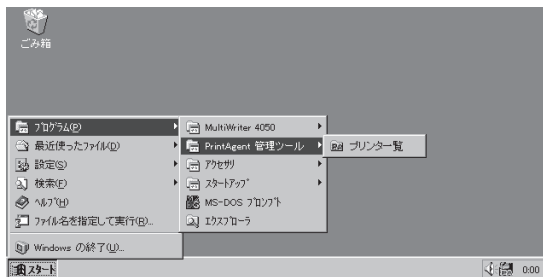 ごみ箱
プログラム(P)
最近使ったファイル(D)
設定(S)
検索(F)
ヘルプ(H)
ファイル名を指定して実行(R)...
Windows の終了(U)...
MultiWriter 4050
PrintAgent 管理ツール
アクセサリ
スタートアップ
MS-DOS プロンプト
エクスプローラ
プリンター覧
スタート
0:00